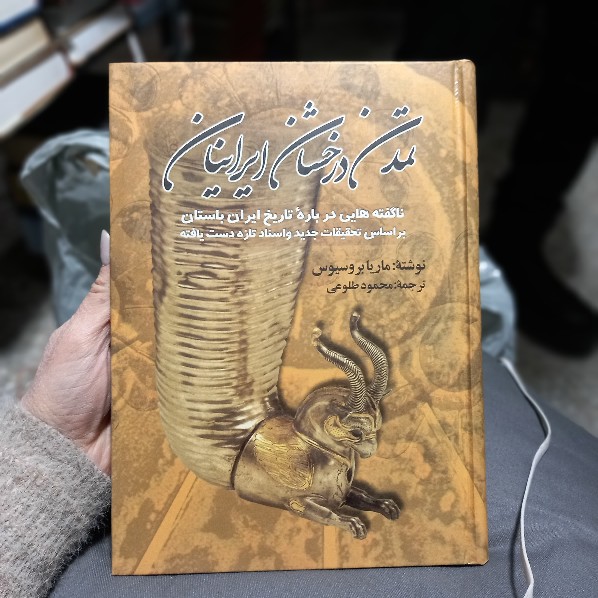 تمدن درخشان ایرانیان
ناگفته هایی درباره تاریخ ایران باستان
براساس تحقیقات جدید و اسناد تازه دست یافته
نوشته: ماریا بروسیوس
ترجمه: محمود طلوعی